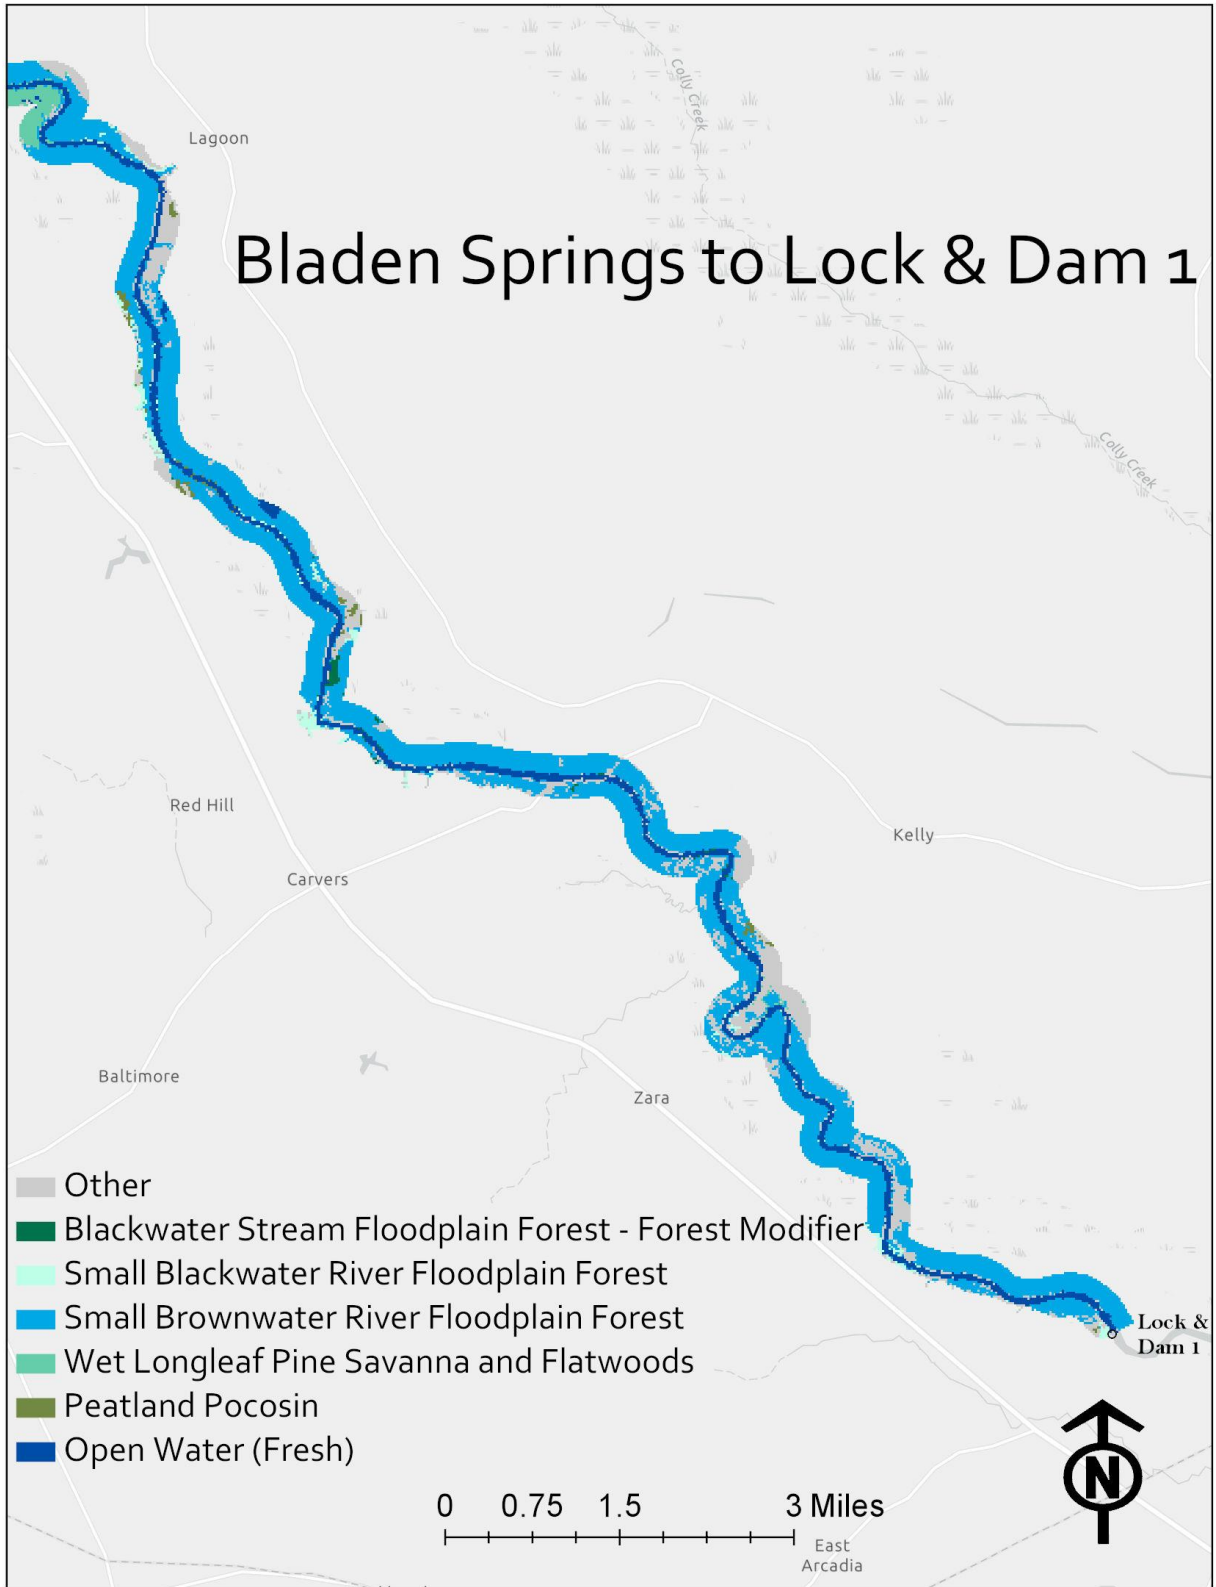 Colly Creek
Lagoon
Bladen Springs to Lock & Dam 1
Colly Creek
Red Hill
Kelly
Carvers
Baltimore
Zara
Other
Blackwater Stream Floodplain Forest - Forest Modifier
Small Blackwater River Floodplain Forest
Small Brownwater River Floodplain Forest
Lock &
Dam 1
Wet Longleaf Pine Savanna and Flatwoods
Peatland Pocosin
Open Water (Fresh)
N
0 0.75 1.5 3 Miles
East
Arcadia